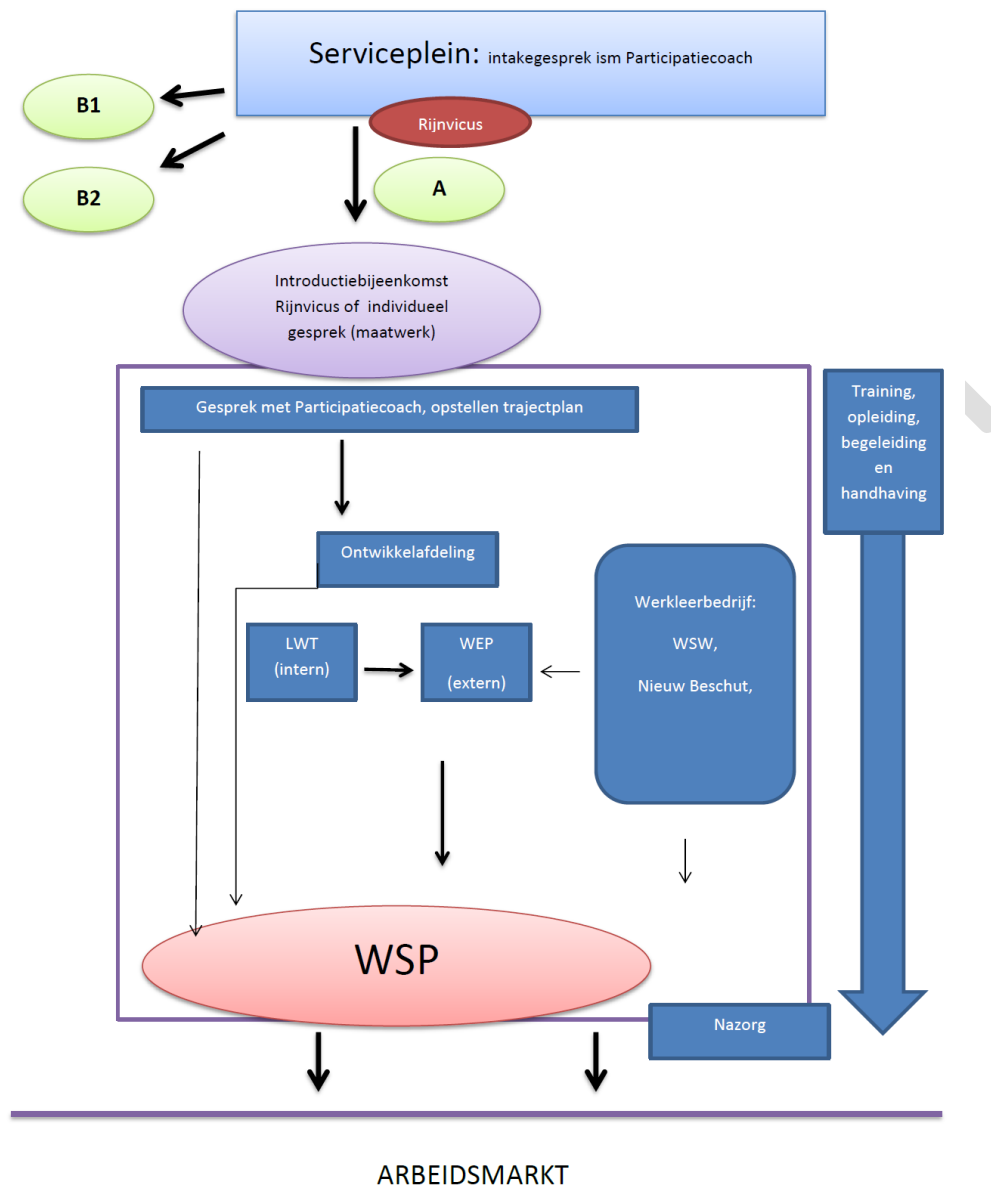 Serviceplein: intakegesprek ism Participatiecoach
B1
Rijnvicus
B2
A
Introductiebijeenkomst
Rijnvicus of individueel
gesprek (maatwerk)
Gesprek met Participatiecoach, opstellen trajectplan
Training,
opleiding,
begeleiding
en
handhaving
Ontwikkelafdeling
Werkleerbedrijf:
WSW,
Nieuw Beschut,
LWT
(intern)
WEP
(extern)
WSP
Nazorg
ARBEIDSMARKT